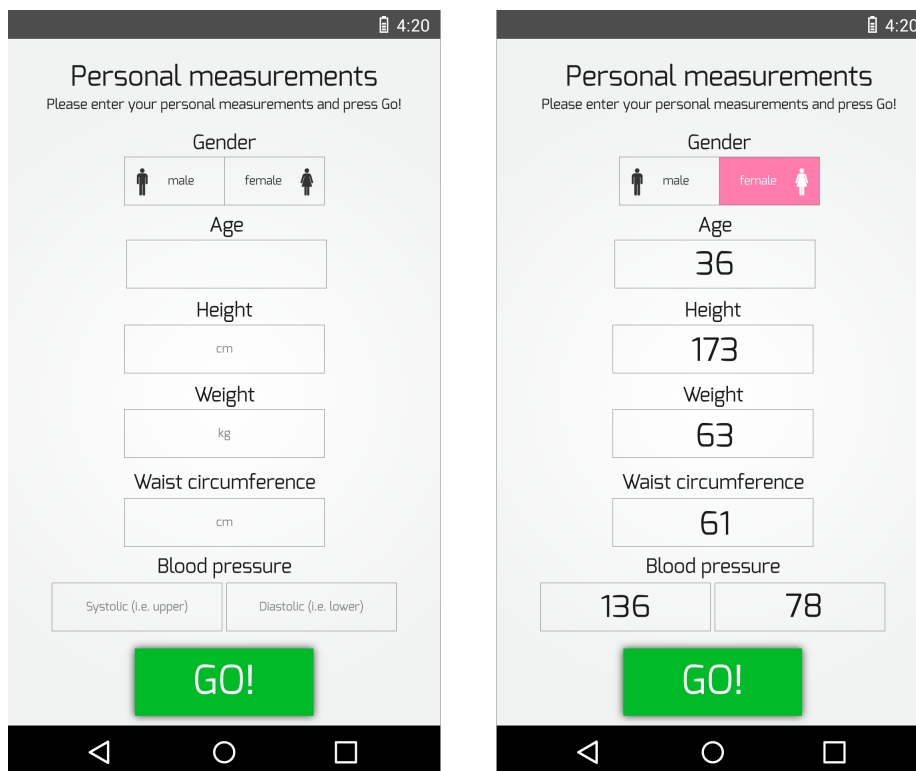 4:20
Personal measurements
Please enter your personal measurements and press Go!
Gender
male female
Age
Height
cm
Weight
kg
Waist circumference
cm
Blood pressure
Systolic (i.e. upper) Diastolic (i.e. lower)
GO!
4:20
Personal measurements
Please enter your personal measurements and press Go!
Gender
male female
Age
36
Height
173
Weight
63
Waist circumference
61
Blood pressure
136 78
GO!